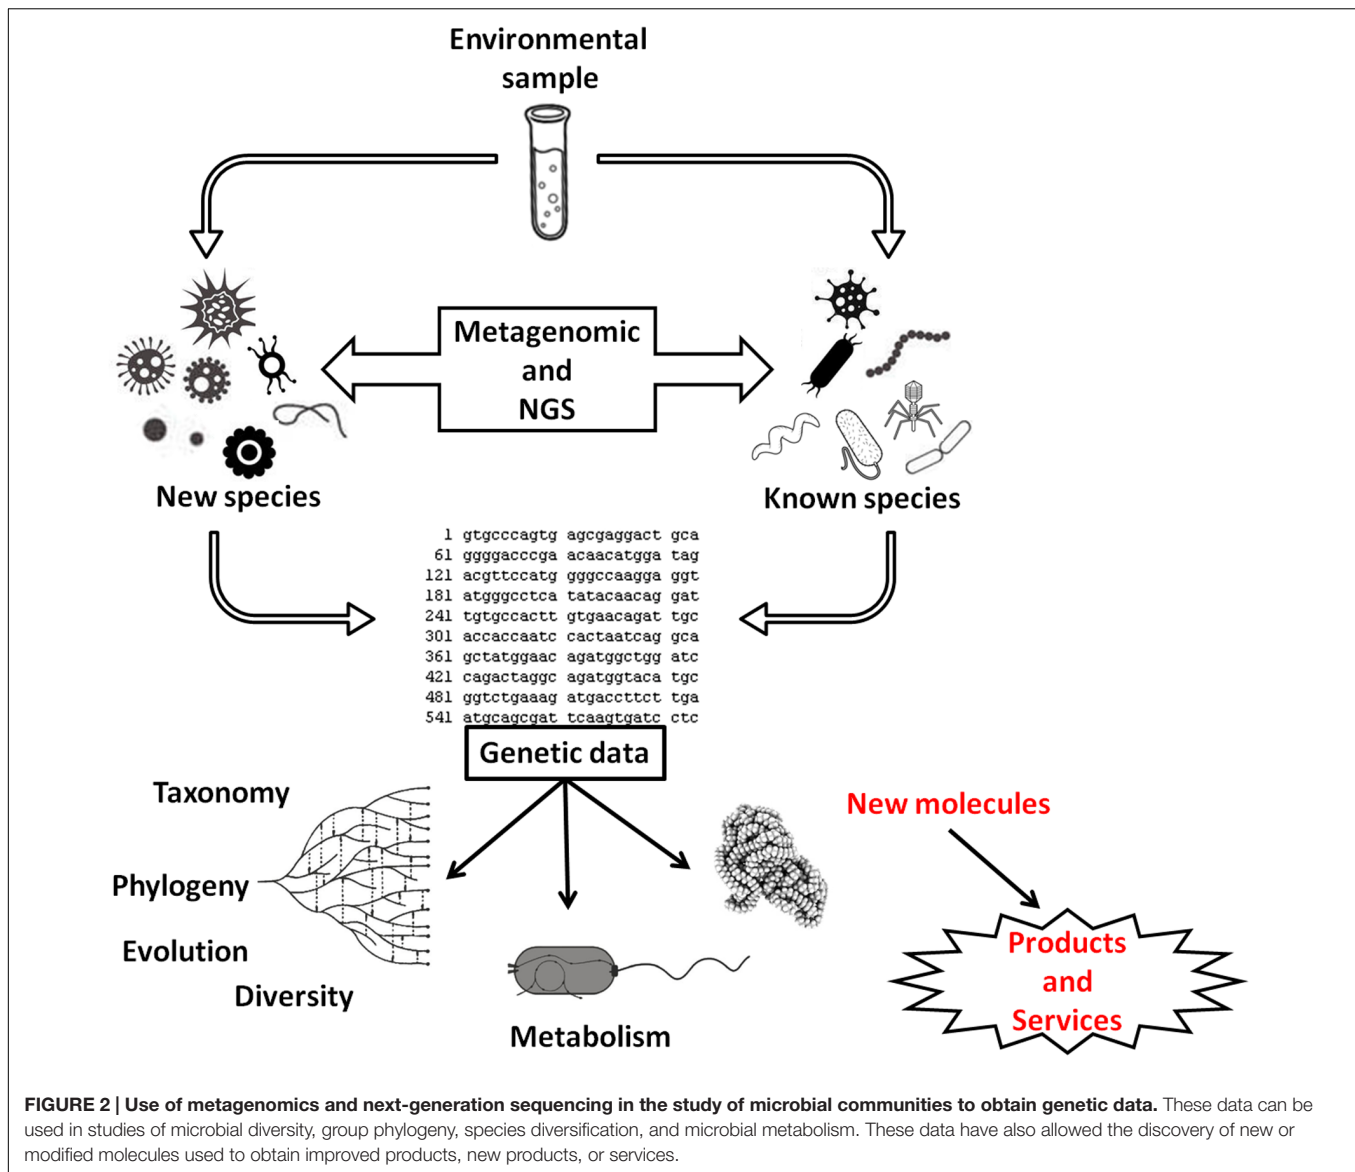 Environmental
sample
Metagenomic
and
NGS
New species
Known species
1 gtgcccagtg agcgaggact gca
61 ggggacccga acaacatgga tag
121 acgttccatg gggccaagga ggt
181 atgggcctca tatacaacag gat
241 tgtgccactt gtgaacagat tgc
301 accaccaatc cactaatcag gca
361 gctatggaac agatggctgg atc
421 cagactaggc agatggtaca tgc
481 ggtctgaaag atgaccttct tga
541 atgcagcgat tcaagtgatc ctc
Genetic data
Taxonomy
Phylogeny
Evolution
Diversity
Metabolism
New molecules
Products
and
Services
FIGURE 2 | Use of metagenomics and next-generation sequencing in the study of microbial communities to obtain genetic data. These data can be
used in studies of microbial diversity, group phylogeny, species diversification, and microbial metabolism. These data have also allowed the discovery of new or
modified molecules used to obtain improved products, new products, or services.